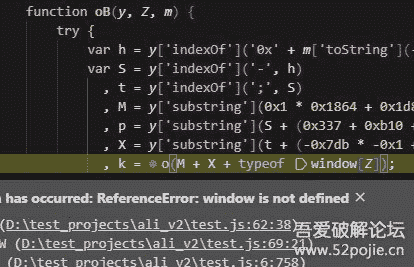 function oB(y, Z, m) {
try {
var h = y['indexOf']('0x' + m['toString'](-
var S = y['indexOf']('-', h)
, t = y['indexOf'](';', S)
, M = y['substring'](0x1 * 0x1864 + 0x1d8
, p = y['substring'](S + (0x337 + 0xb10 +
, X = y['substring'](t + (-0x7db * -0x1 +
, k = o(M + X + typeof window[Z]);
has occurred: ReferenceError: window is not defined ×
(D:\test_projects\ali_v2\test.js:62:38)
W (D:\test_projects\ali_v2\test.js:69:21)
(D:\test_projects\ali_v2\test.js:6:758)
吾爱破解论坛
www.52pojie.cn